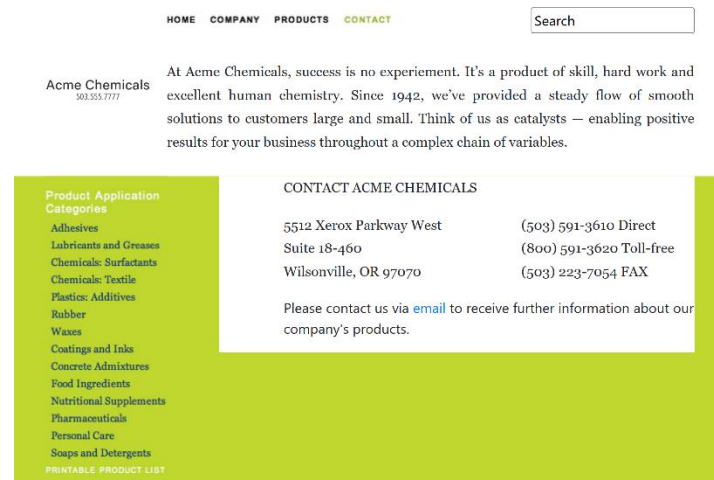 HOME COMPANY PRODUCTS CONTACT
Search
Acme Chemicals
503.555.7777
At Acme Chemicals, success is no experiement. It's a product of skill, hard work and
excellent human chemistry. Since 1942, we've provided a steady flow of smooth
solutions to customers large and small. Think of us as catalysts — enabling positive
results for your business throughout a complex chain of variables.
Product Application
Categories
Adhesives
Lubricants and Greases
Chemicals: Surfactants
Chemicals: Textile
Plastics: Additives
Rubber
Waxes
Coatings and Inks
Concrete Admixtures
Food Ingredients
Nutritional Supplements
Pharmaceuticals
Personal Care
Soaps and Detergents
PRINTABLE PRODUCT LIST
CONTACT ACME CHEMICALS
5512 Xerox Parkway West
Suite 18-460
Wilsonville, OR 97070
(503) 591-3610 Direct
(800) 591-3620 Toll-free
(503) 223-7054 FAX
Please contact us via email to receive further information about our
company's products.